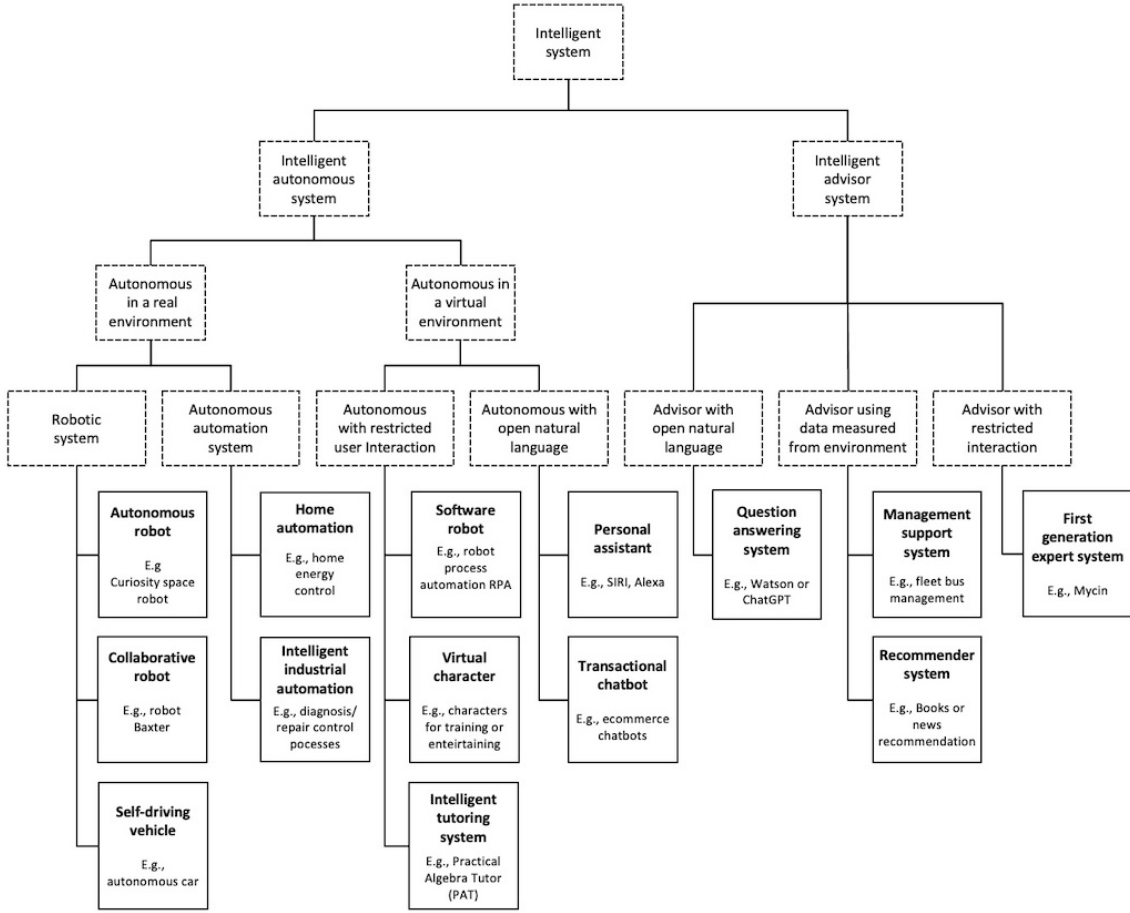 Intelligent
system
Intelligent
autonomous
system
Intelligent
advisor
system
Autonomous
in a real
environment
Autonomous in
a virtual
environment
Robotic
system
Autonomous
automation
system
Autonomous
with restricted
user Interaction
Autonomous with
open natural
language
Advisor with
open natural
language
Advisor using
data measured
from environment
Advisor with
restricted
interaction
Autonomous
robot
E.g
Curiosity space
robot
Home
automation
E.g., home
energy
control
Software
robot
E.g., robot
process
automation RPA
Personal
assistant
E.g., SIRI, Alexa
Question
answering
system
E.g., Watson or
ChatGPT
Management
support
system
E.g., fleet bus
management
First
generation
expert system
E.g., Mycin
Collaborative
robot
E.g., robot
Baxter
Intelligent
industrial
automation
E.g., diagnosis/
repair control
pocesses
Virtual
character
E.g., characters
for training or
enteirtaining
Transactional
chatbot
E.g., ecommerce
chatbots
Recommender
system
E.g., Books or
news
recommendation
Self-driving
vehicle
E.g.,
autonomous car
Intelligent
tutoring
system
E.g., Practical
Algebra Tutor
(PAT)